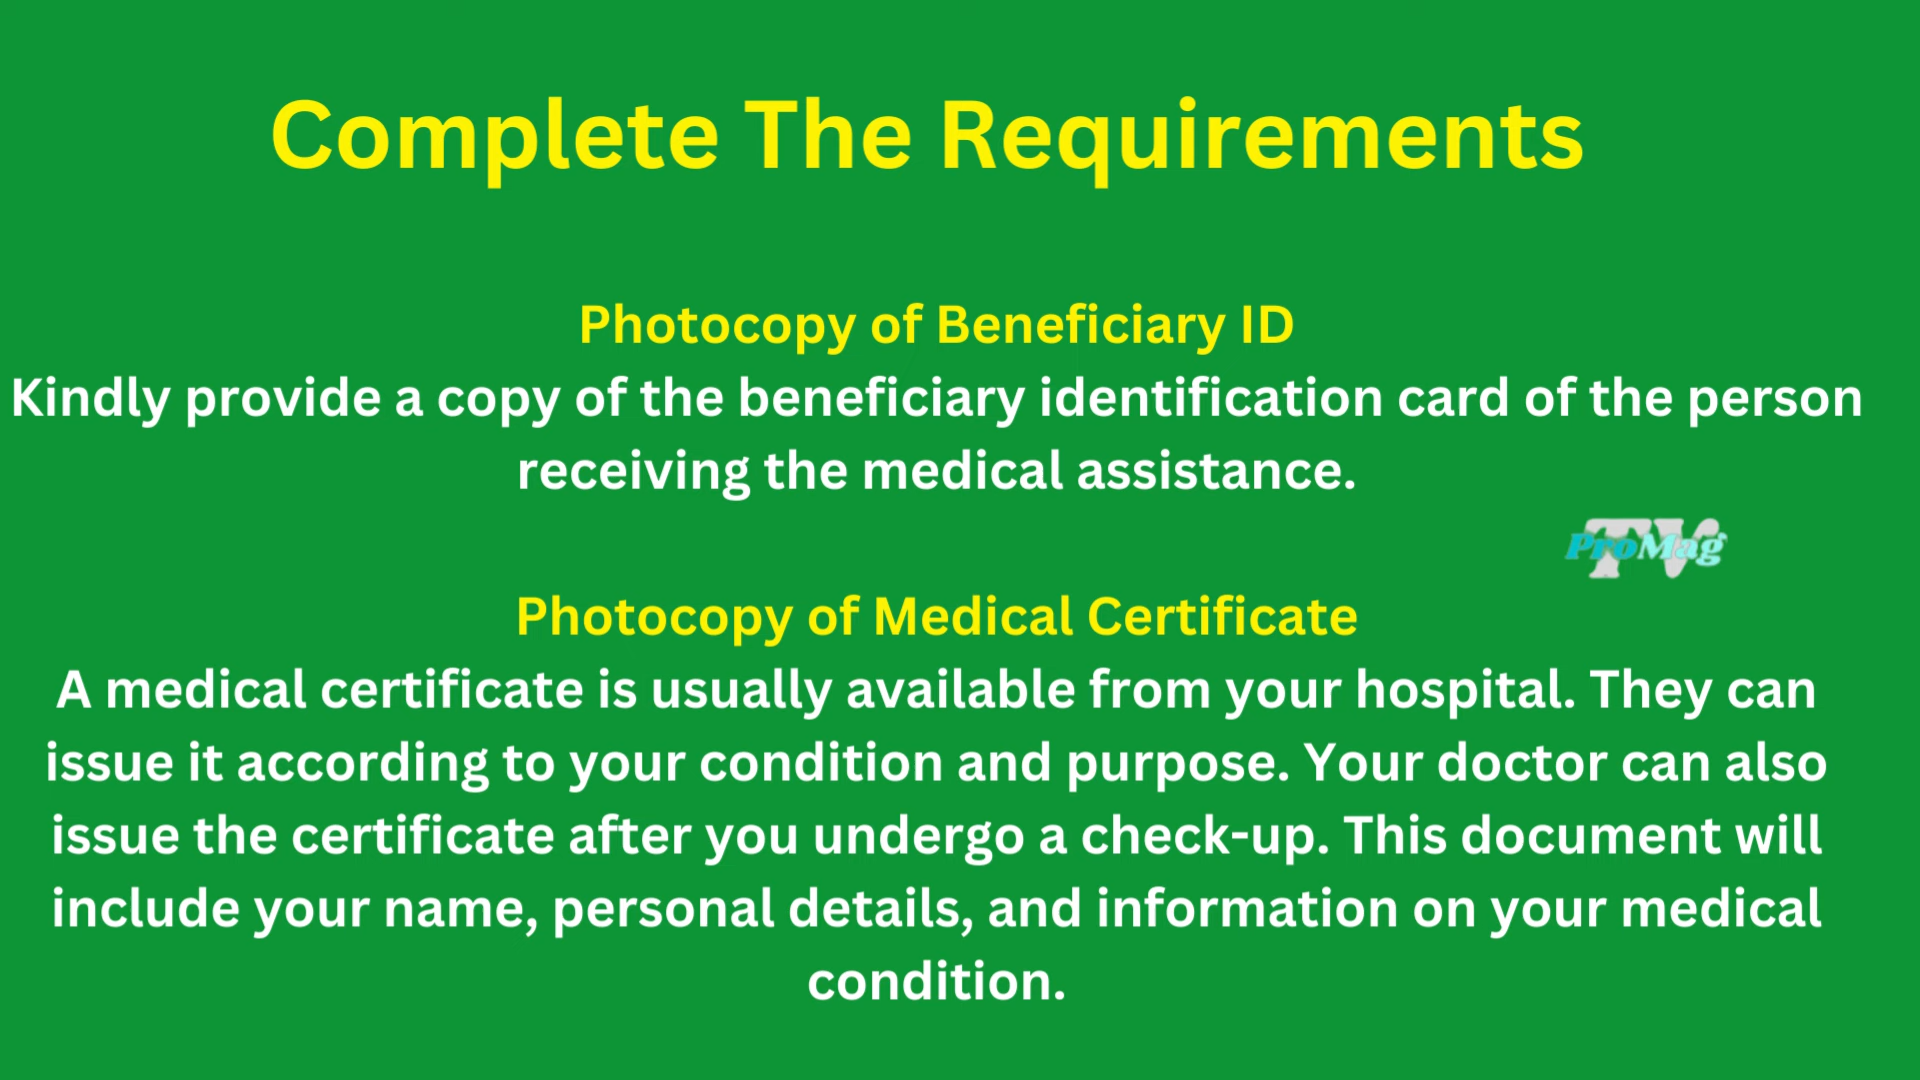 Complete The Requirements
Photocopy of Beneficiary ID
Kindly provide a copy of the beneficiary identification card of the person
receiving the medical assistance.
TV
ProMag
Photocopy of Medical Certificate
A medical certificate is usually available from your hospital. They can
issue it according to your condition and purpose. Your doctor can also
issue the certificate after you undergo a check-up. This document will
include your name, personal details, and information on your medical
condition.